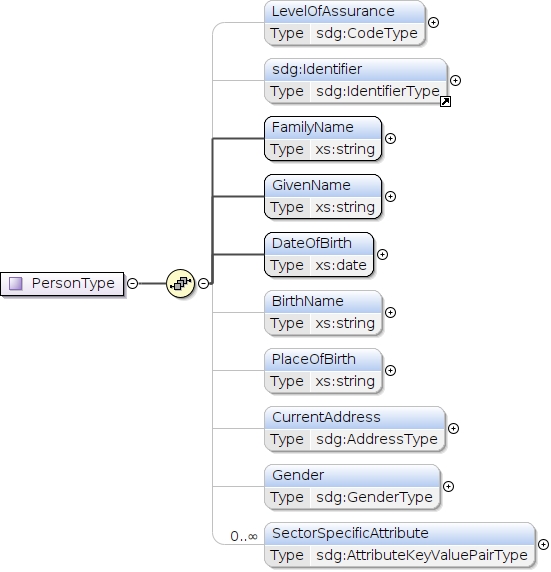 LevelOfAssurance
Type sdg:CodeType
sdg:Identifier
Type sdg:IdentifierType
FamilyName
Type xs:string
GivenName
Type xs:string
DateOfBirth
Type xs:date
PersonType
BirthName
Type xs:string
PlaceOfBirth
Type xs:string
CurrentAddress
Type sdg:AddressType
Gender
Type sdg:GenderType
0..∞ SectorSpecificAttribute
Type sdg:AttributeKeyValuePairType